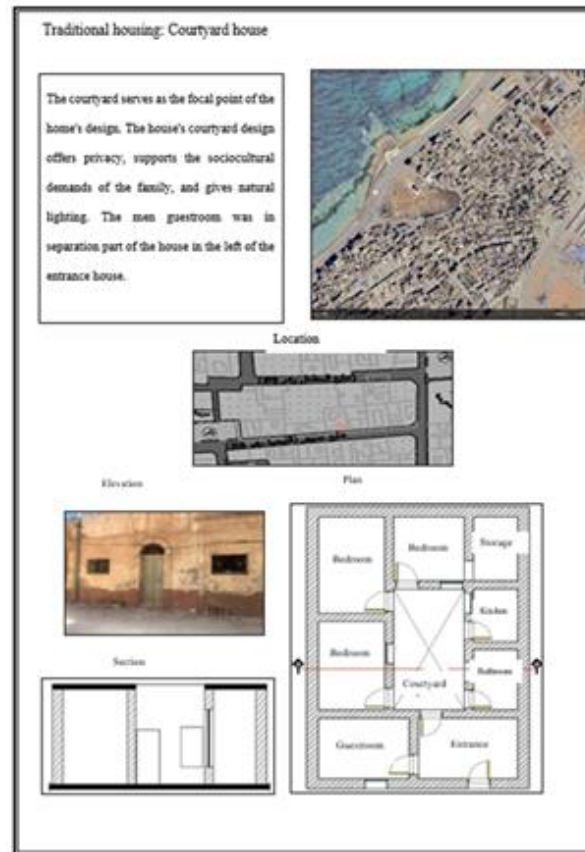 Traditional housing: Courtyard house
The courtyard serves as the focal point of the
home's design. The house's courtyard design
offers privacy, supports the sociocultural
demands of the family, and gives natural
lighting. The men guestroom was in
separation part of the house in the left of the
entrance house.
Location
Elevation
Plan
Bedroom
Bedroom
Storage
Kitchen
Bedroom
Bathroom
Courtyard
Guestroom
Entrance
Section